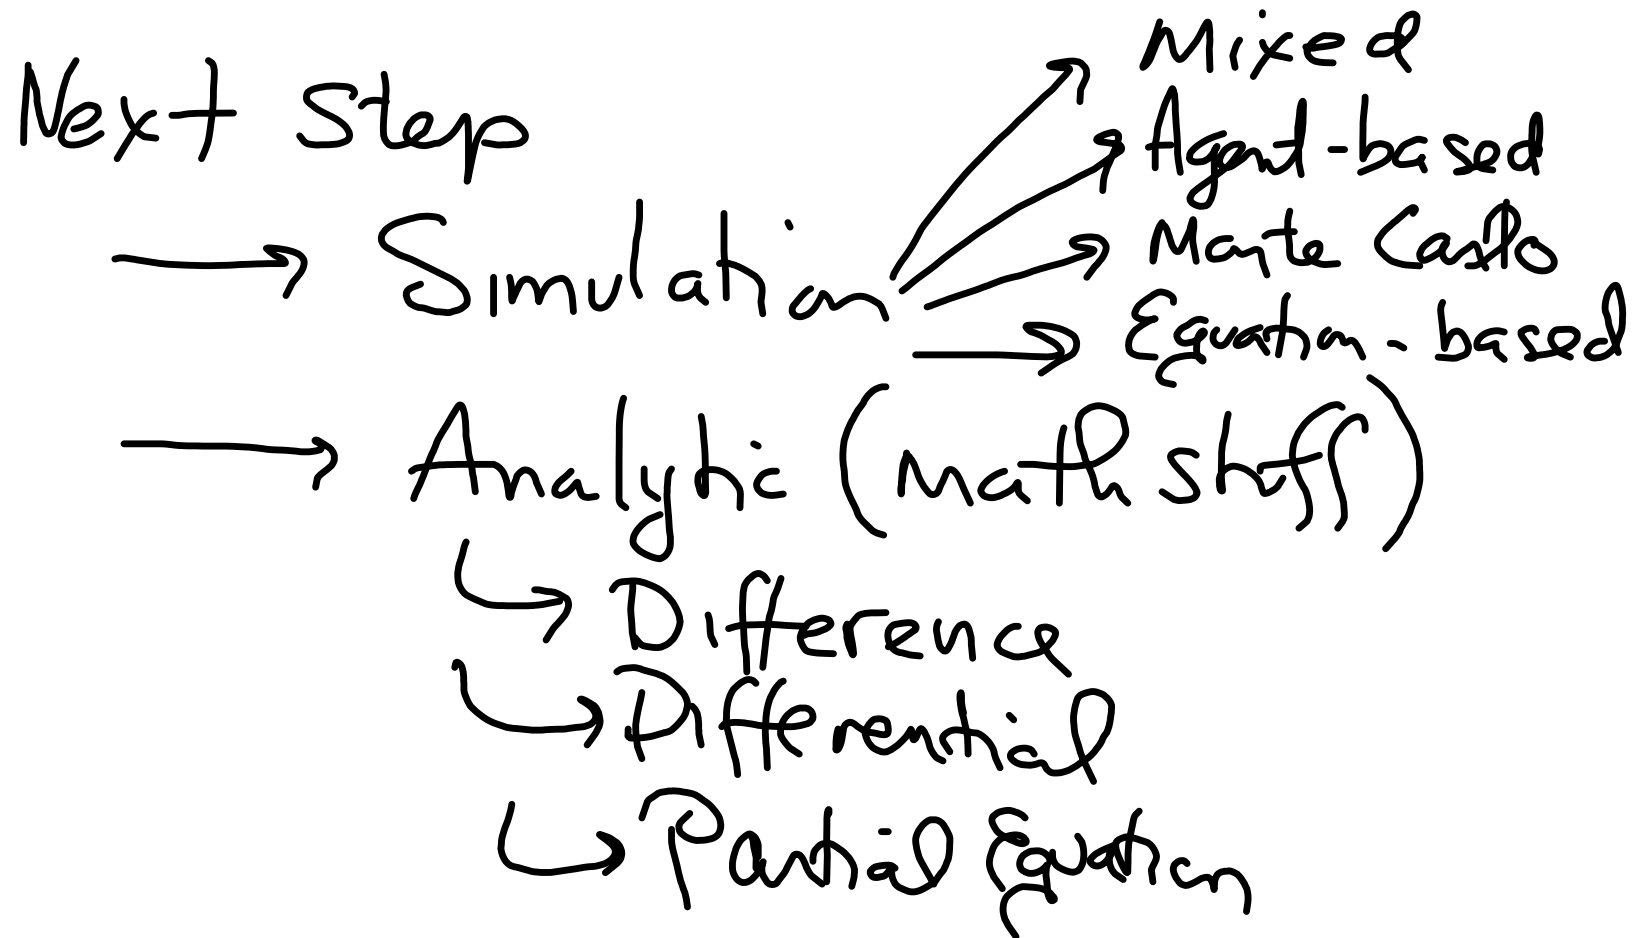 Next Step
Mixed
Agent-based
Monte Carlo
Equation-based
Simulation
Analytic (math stuff)
Difference
Differential
Partial Equation